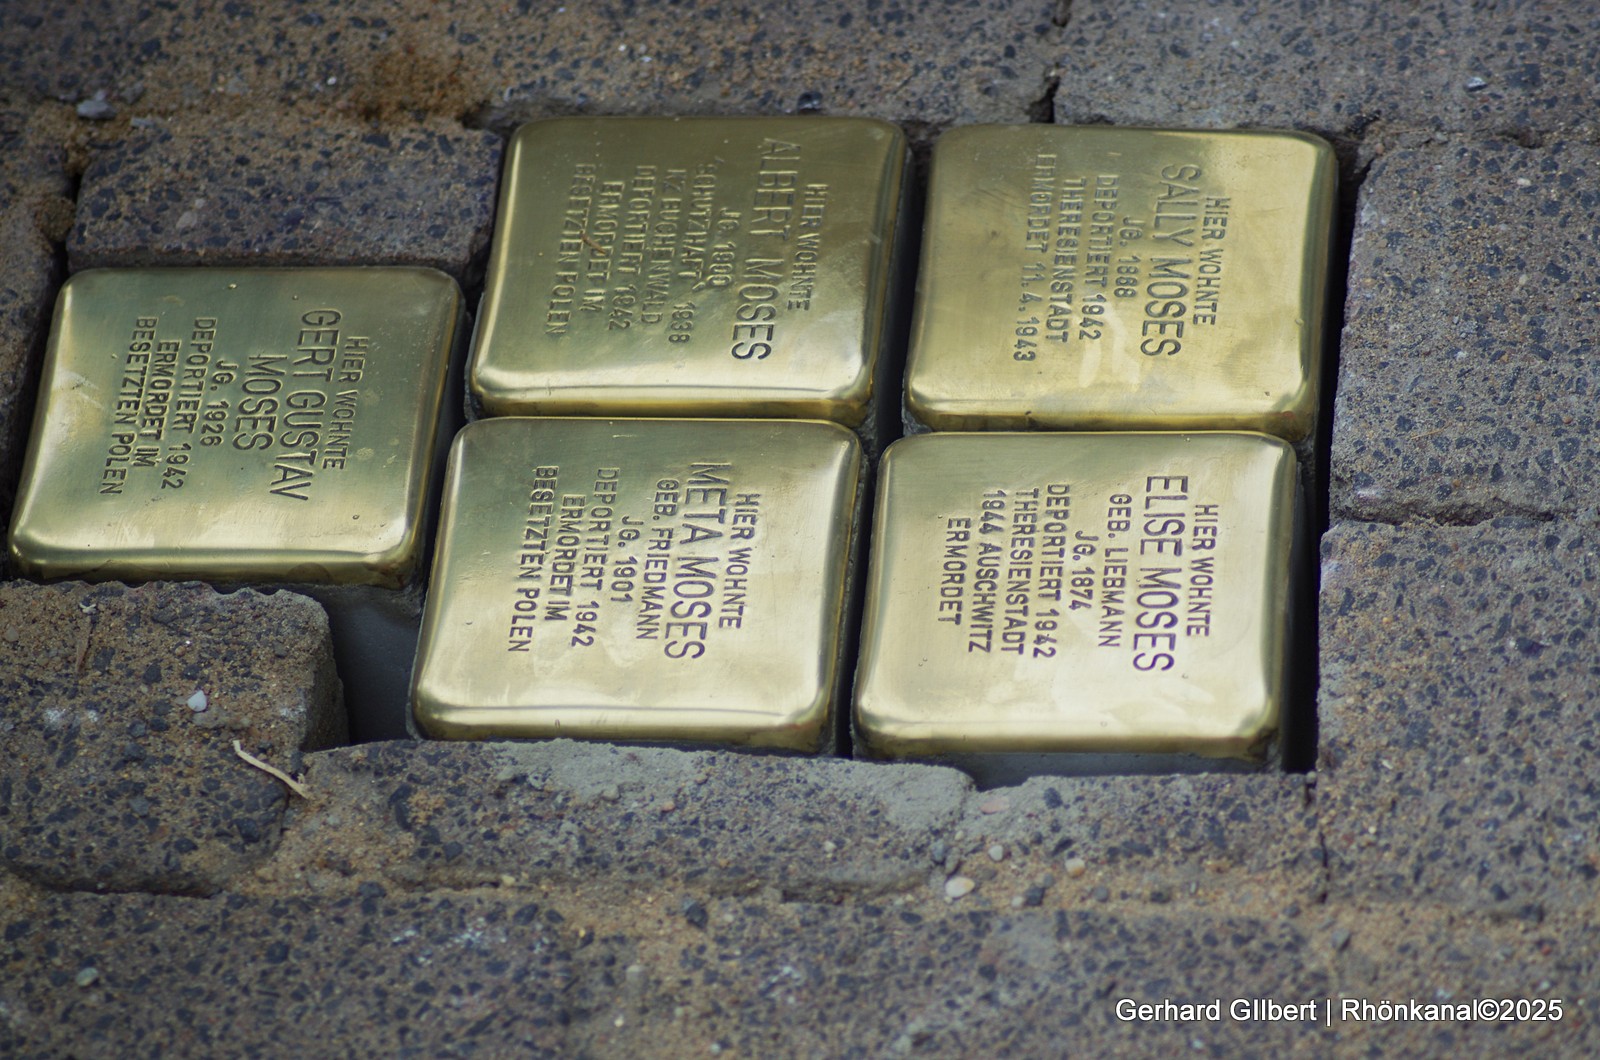 HIER WOHNTE
SALLY MOSES
JG. 1868
DEPORTIERT 1942
THERESIENSTADT
ERMORDET 11. 4. 1943
HIER WOHNTE
ELISE MOSES
GEB. LIEBMANN
JG. 1874
DEPORTIERT 1942
THERESIENSTADT
1944 AUSCHWITZ
ERMORDET
HIER WOHNTE
ALBERT MOSES
JG. 1900
'SCHUTZHAFT' 1938
KZ BUCHENWALD
DEPORTIERT 1942
ERMORDET IM
BESETZTEN POLEN
HIER WOHNTE
META MOSES
GEB. FRIEDMANN
JG. 1901
DEPORTIERT 1942
ERMORDET IM
BESETZTEN POLEN
HIER WOHNTE
GERT GUSTAV
MOSES
JG. 1926
DEPORTIERT 1942
ERMORDET IM
BESETZTEN POLEN
Gerhard GIlbert | Rhönkanal©2025